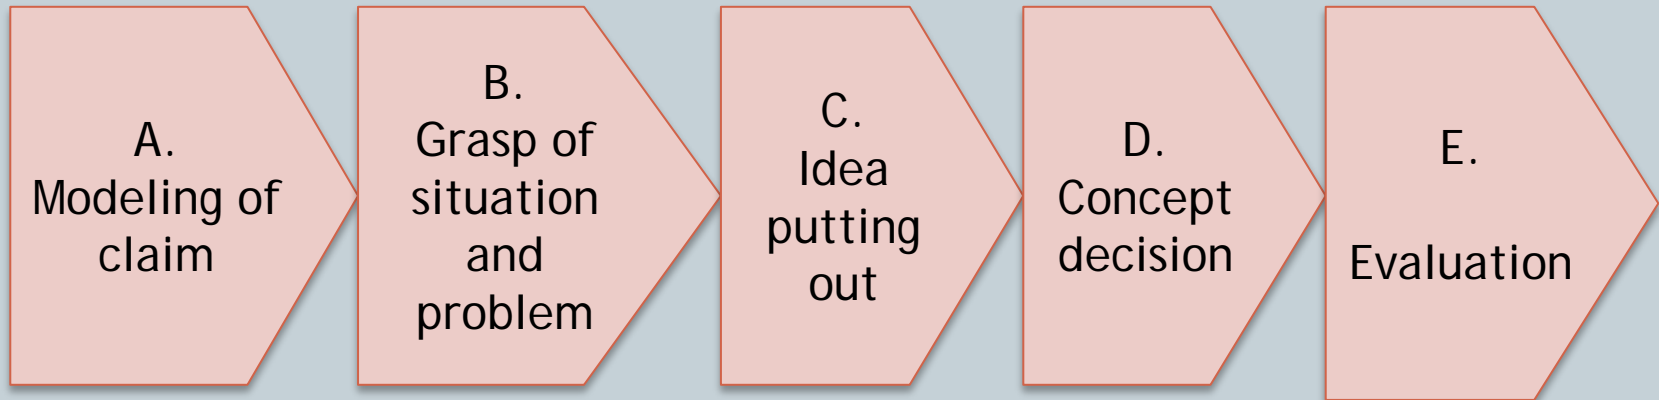 A.
Modeling of
claim
B.
Grasp of
situation
and
problem
C.
Idea
putting
out
D.
Concept
decision
E.
Evaluation